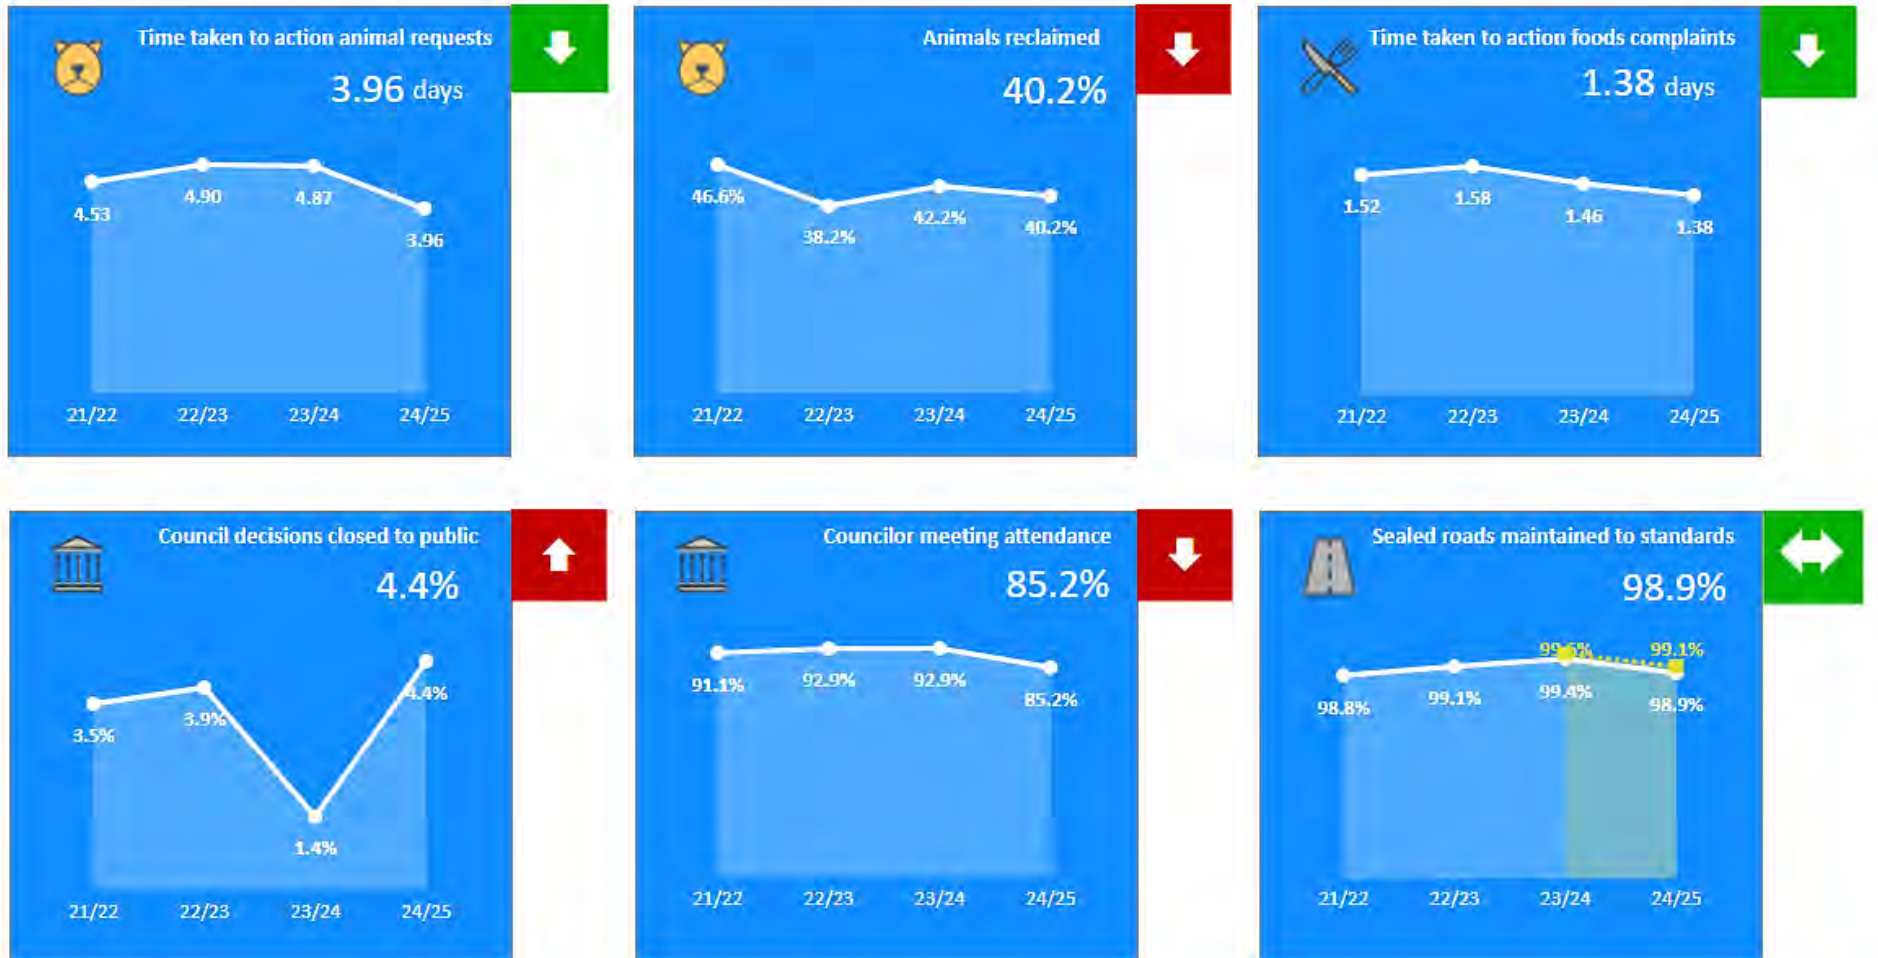 Time taken to action animal requests
3.96 days
4.53
4.90
4.87
3.96
21/22 22/23 23/24 24/25
Animals reclaimed
40.2%
46.6%
38.2%
42.2%
40.2%
21/22 22/23 23/24 24/25
Time taken to action foods complaints
1.38 days
1.52
1.58
1.46
1.38
21/22 22/23 23/24 24/25
Council decisions closed to public
4.4%
3.5%
3.9%
1.4%
4.4%
21/22 22/23 23/24 24/25
Councilor meeting attendance
85.2%
91.1%
92.9%
92.9%
85.2%
21/22 22/23 23/24 24/25
Sealed roads maintained to standards
98.9%
99.1%
98.8%
99.1%
99.4%
98.9%
21/22 22/23 23/24 24/25